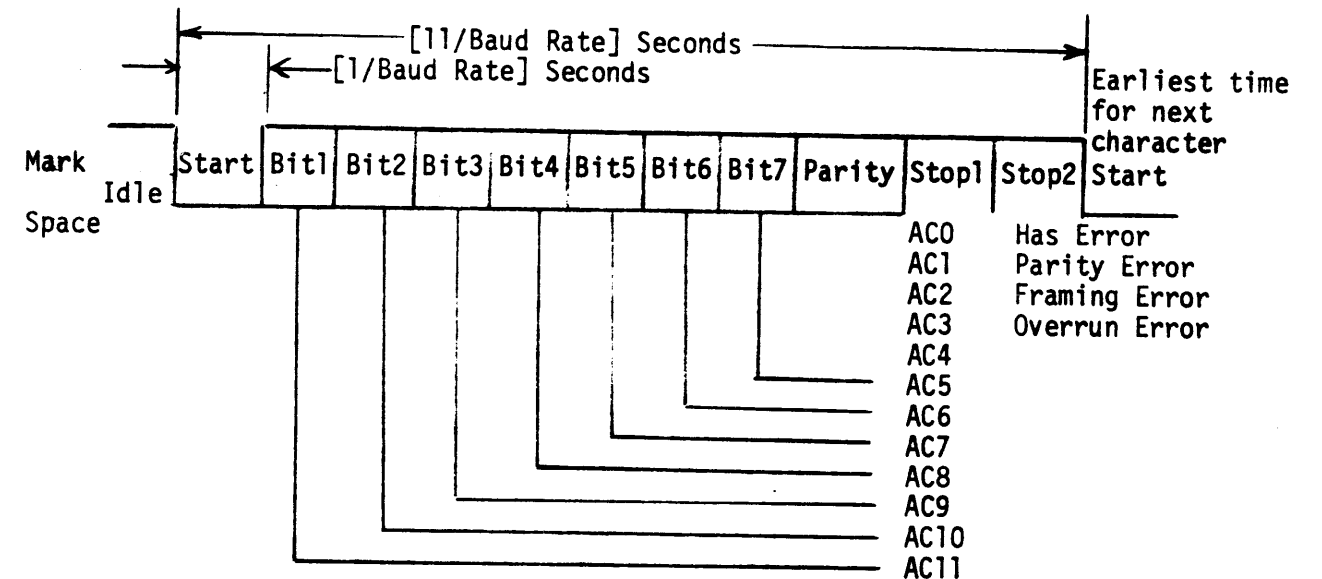 [11/Baud Rate] Seconds
[1/Baud Rate] Seconds
Earliest time
for next
character
Start
Mark
Idle
Space
Start Bit1 Bit2 Bit3 Bit4 Bit5 Bit6 Bit7 Parity Stop1 Stop2
AC0 Has Error
AC1 Parity Error
AC2 Framing Error
AC3 Overrun Error
AC4
AC5
AC6
AC7
AC8
AC9
AC10
AC11